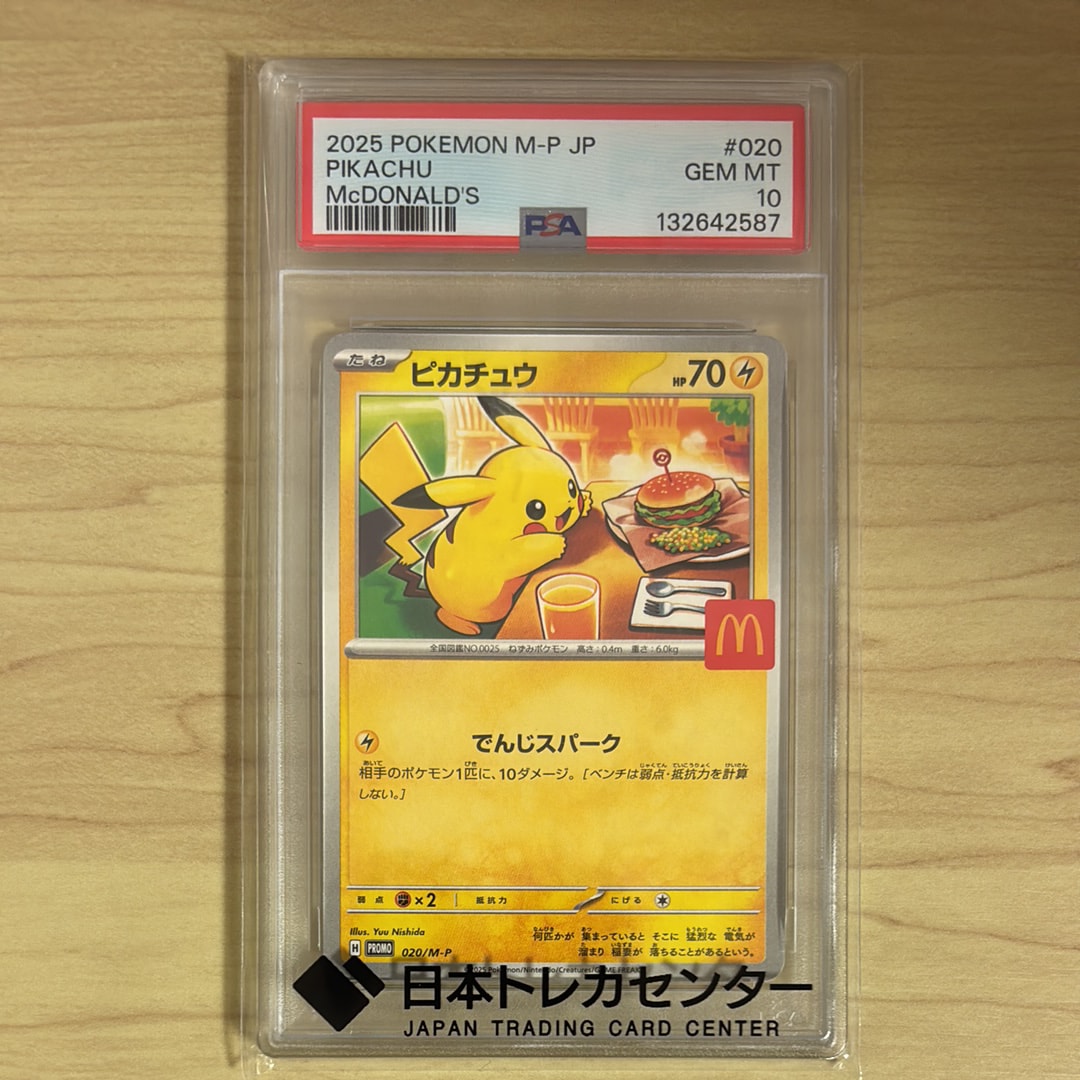 2025 POKEMON M-P JP #020
PIKACHU GEM MT
McDONALD'S 10
PSA 132642587
たね ピカチュウ HP70
全国図鑑NO.0025 ねずみポケモン 高さ:0.4m 重さ:6.0kg
でんじスパーク
相手のポケモン1匹に、10ダメージ。[ベンチは弱点・抵抗力を計算
しない。]
弱点 ×2 抵抗力 にげる
Illus. Yuu Nishida
何匹かが 集まっていると そこに 猛烈な 電気が
溜まり 稲妻が 落ちることがあるという。
H PROMO 020/M-P
2025 Pokémon/Nintendo/Creatures/GAME FREAK
日本トレカセンター
JAPAN TRADING CARD CENTER